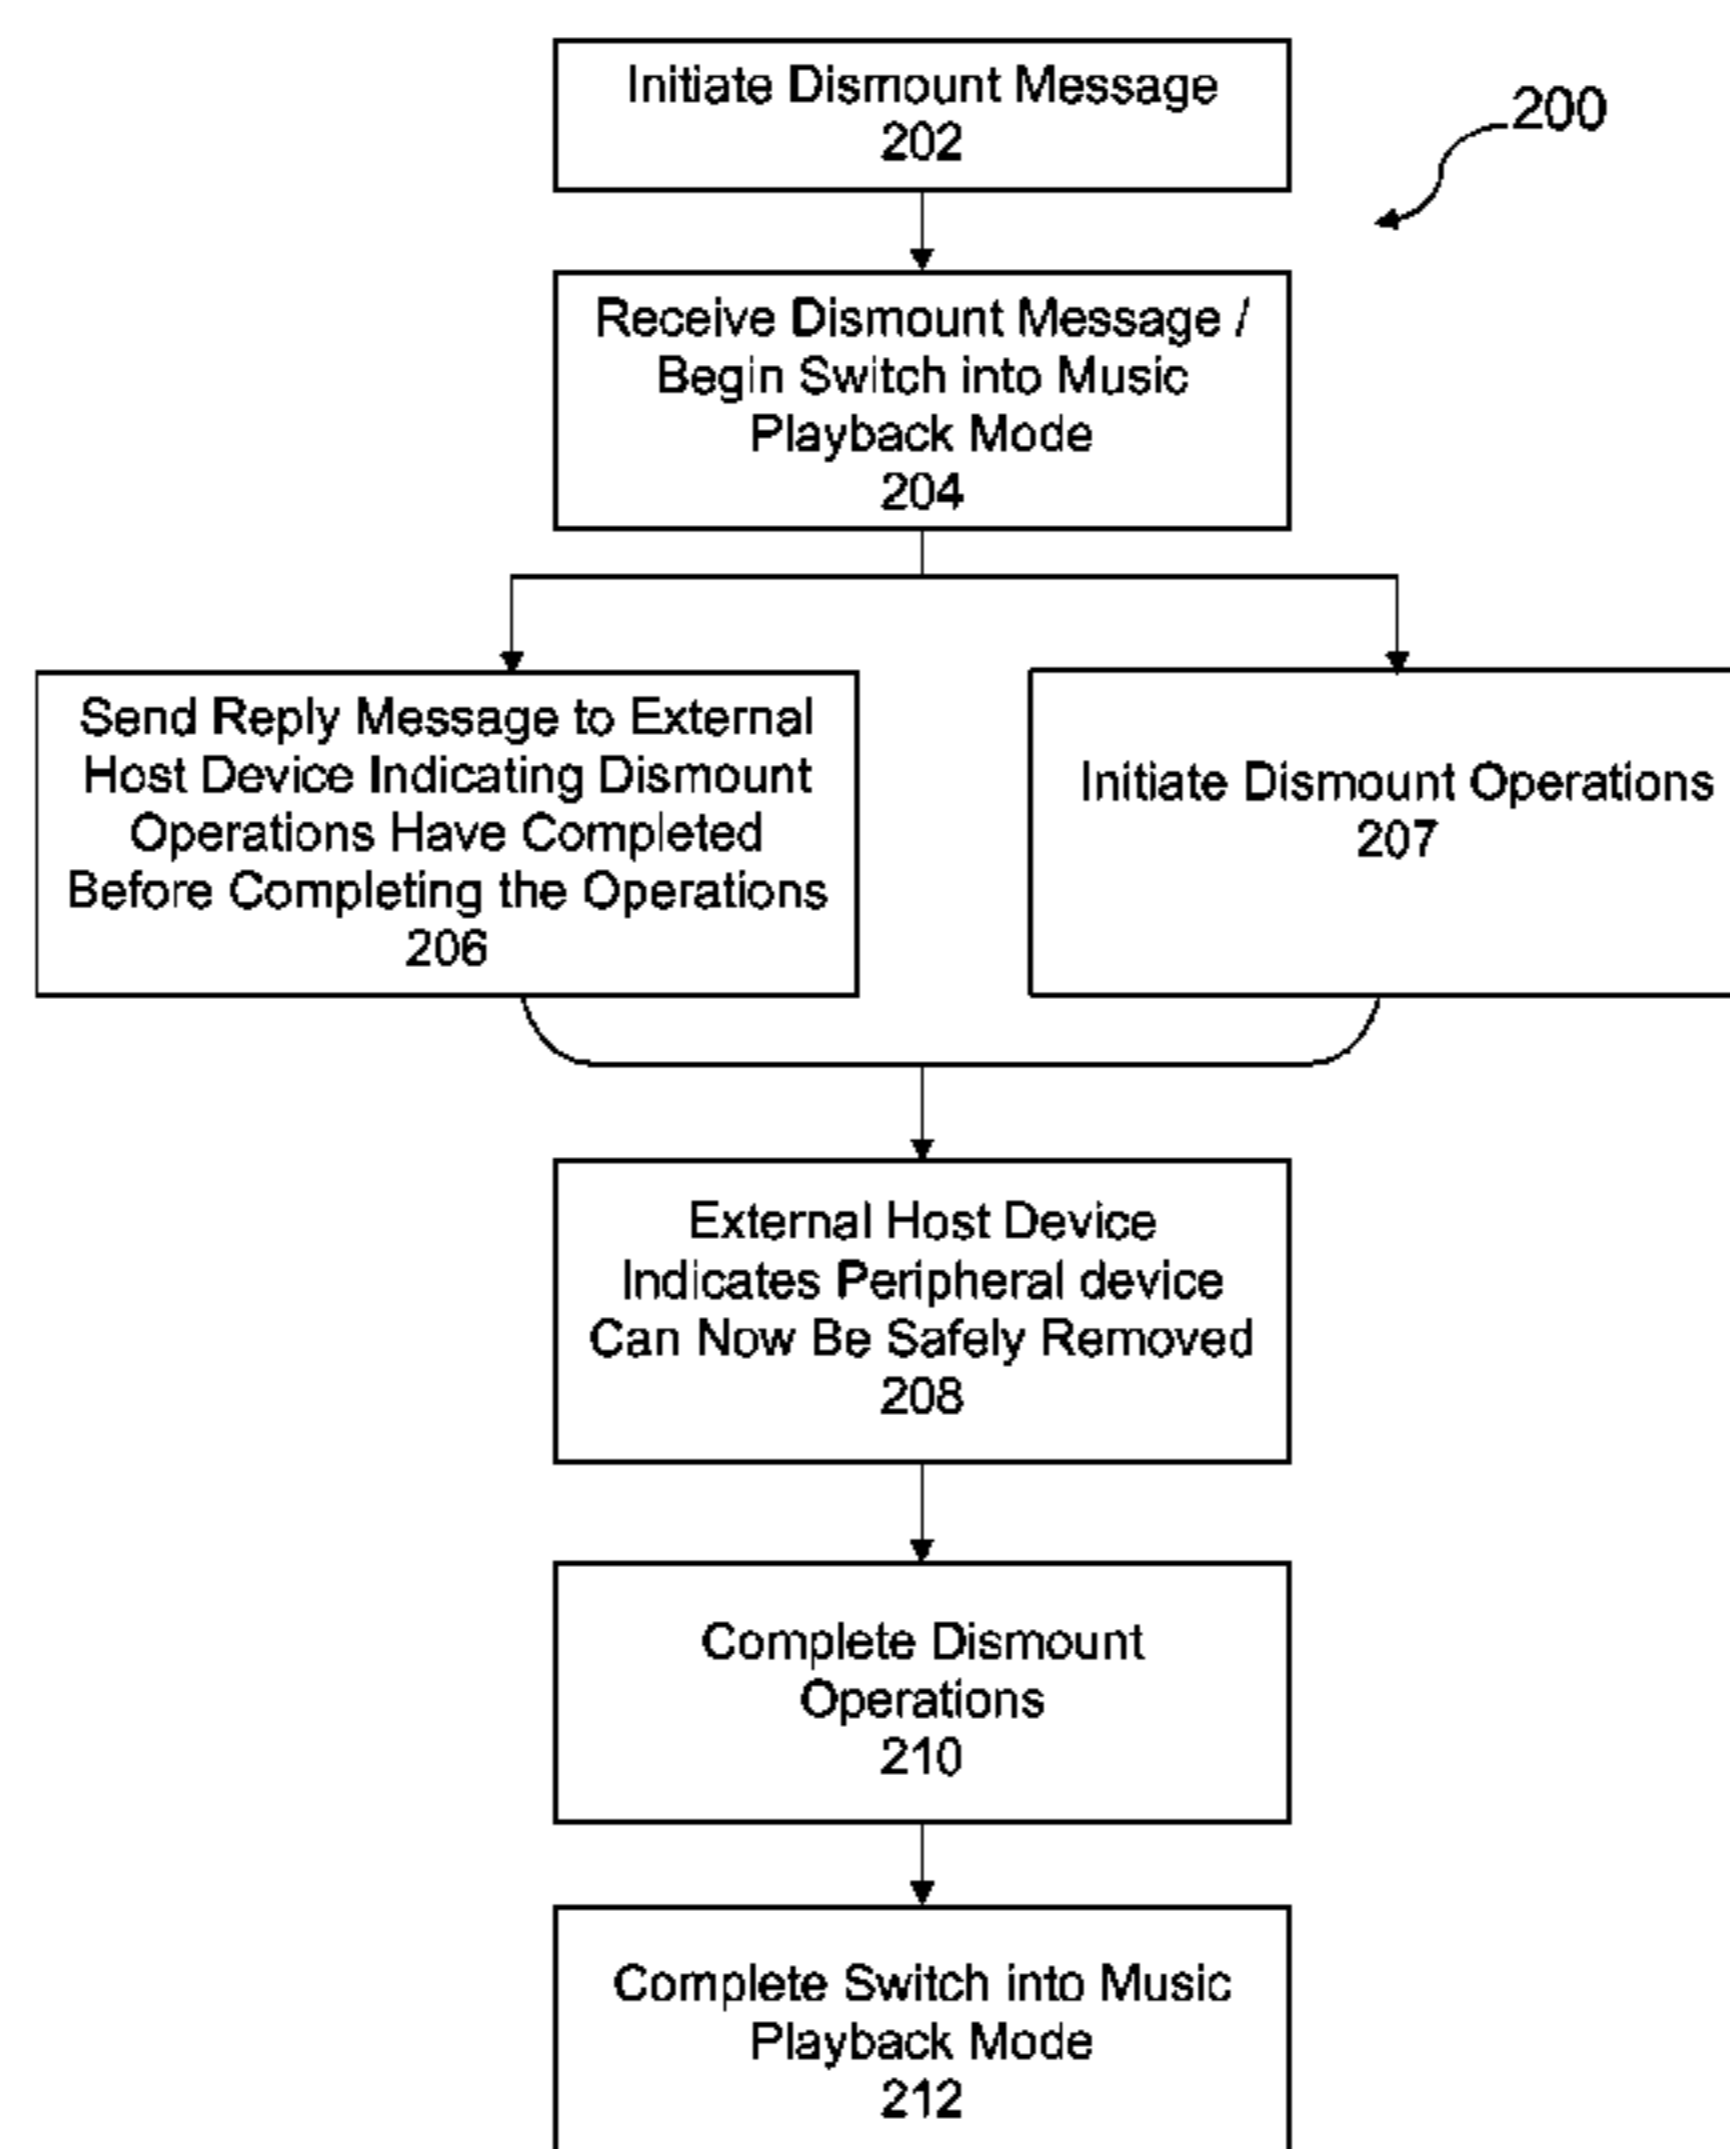 Initiate Dismount Message
202
200
Receive Dismount Message /
Begin Switch into Music
Playback Mode
204
Send Reply Message to External
Host Device Indicating Dismount
Operations Have Completed
Before Completing the Operations
206
Initiate Dismount Operations
207
External Host Device
Indicates Peripheral device
Can Now Be Safely Removed
208
Complete Dismount
Operations
210
Complete Switch into Music
Playback Mode
212